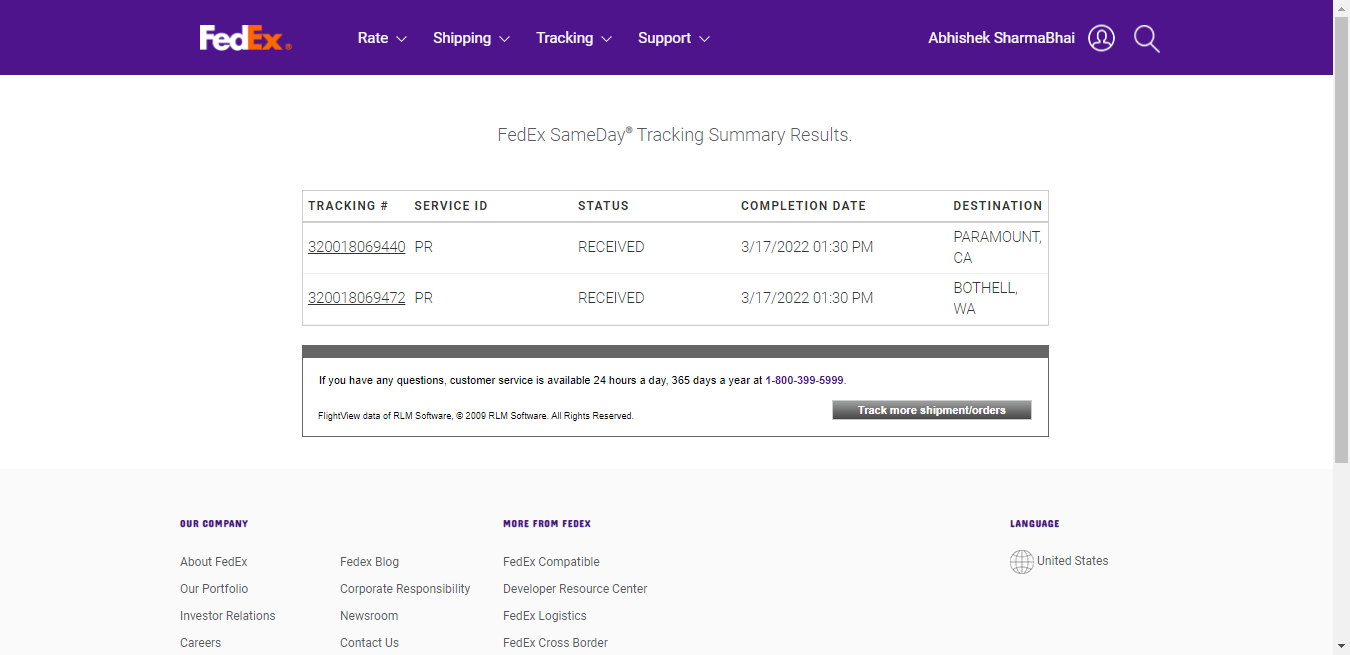 FedEx® Rate Shipping Tracking Support Abhishek SharmaBhai
FedEx SameDay® Tracking Summary Results.
TRACKING # SERVICE ID STATUS COMPLETION DATE DESTINATION
320018069440 PR RECEIVED 3/17/2022 01:30 PM PARAMOUNT,
CA
320018069472 PR RECEIVED 3/17/2022 01:30 PM BOTHELL,
WA
If you have any questions, customer service is available 24 hours a day, 365 days a year at 1-800-399-5999.
FlightView data of RLM Software, © 2009 RLM Software. All Rights Reserved. Track more shipment/orders
OUR COMPANY MORE FROM FEDEX LANGUAGE
About FedEx Fedex Blog FedEx Compatible United States
Our Portfolio Corporate Responsibility Developer Resource Center
Investor Relations Newsroom FedEx Logistics
Careers Contact Us FedEx Cross Border